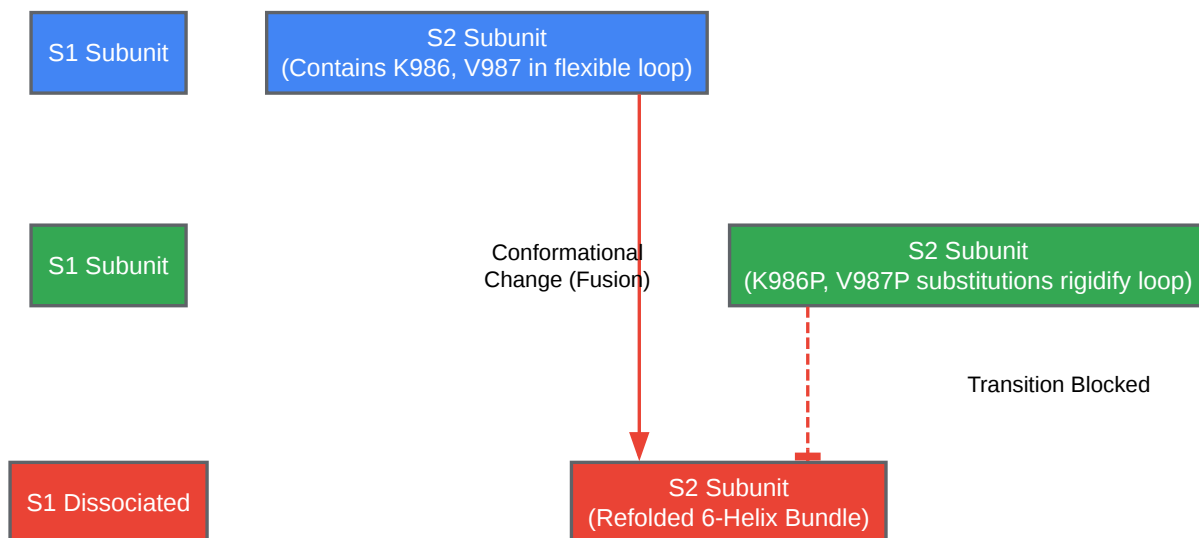 S1 Subunit
S2 Subunit
(Contains K986, V987 in flexible loop)
Conformational
Change (Fusion)
S1 Subunit
S2 Subunit
(K986P, V987P substitutions rigidify loop)
Transition Blocked
S1 Dissociated
S2 Subunit
(Refolded 6-Helix Bundle)